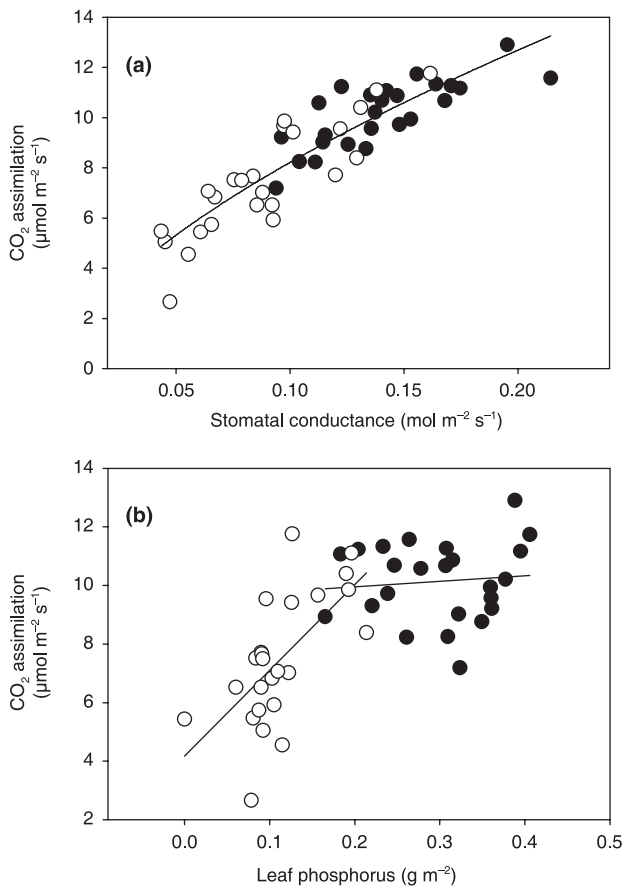 14
12
10
8
6
4
2
0
(a)
CO₂ assimilation
(µmol m⁻² s⁻¹)
0.05 0.10 0.15 0.20
Stomatal conductance (mol m⁻² s⁻¹)
14
12
10
8
6
4
2
(b)
CO₂ assimilation
(µmol m⁻² s⁻¹)
0.0 0.1 0.2 0.3 0.4 0.5
Leaf phosphorus (g m⁻²)